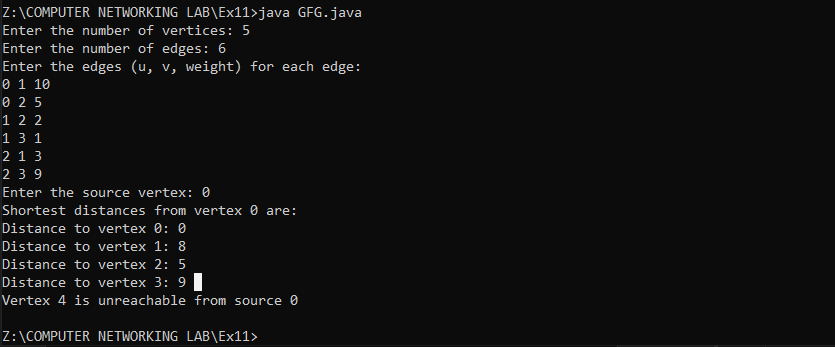 Z:\COMPUTER NETWORKING LAB\Ex11>java GFG.java
Enter the number of vertices: 5
Enter the number of edges: 6
Enter the edges (u, v, weight) for each edge:
0 1 10
0 2 5
1 2 2
1 3 1
2 1 3
2 3 9
Enter the source vertex: 0
Shortest distances from vertex 0 are:
Distance to vertex 0: 0
Distance to vertex 1: 8
Distance to vertex 2: 5
Distance to vertex 3: 9
Vertex 4 is unreachable from source 0
Z:\COMPUTER NETWORKING LAB\Ex11>